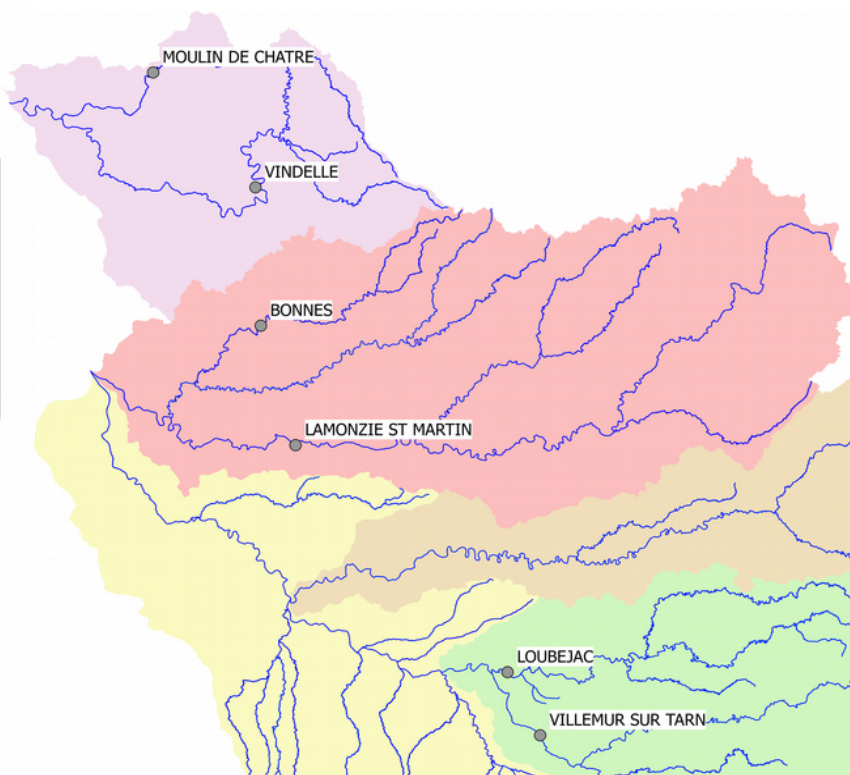 MOULIN DE CHATRE
VINDELLE
BONNES
LAMONZIE ST MARTIN
LOUBEJAC
VILLEMUR SUR TARN